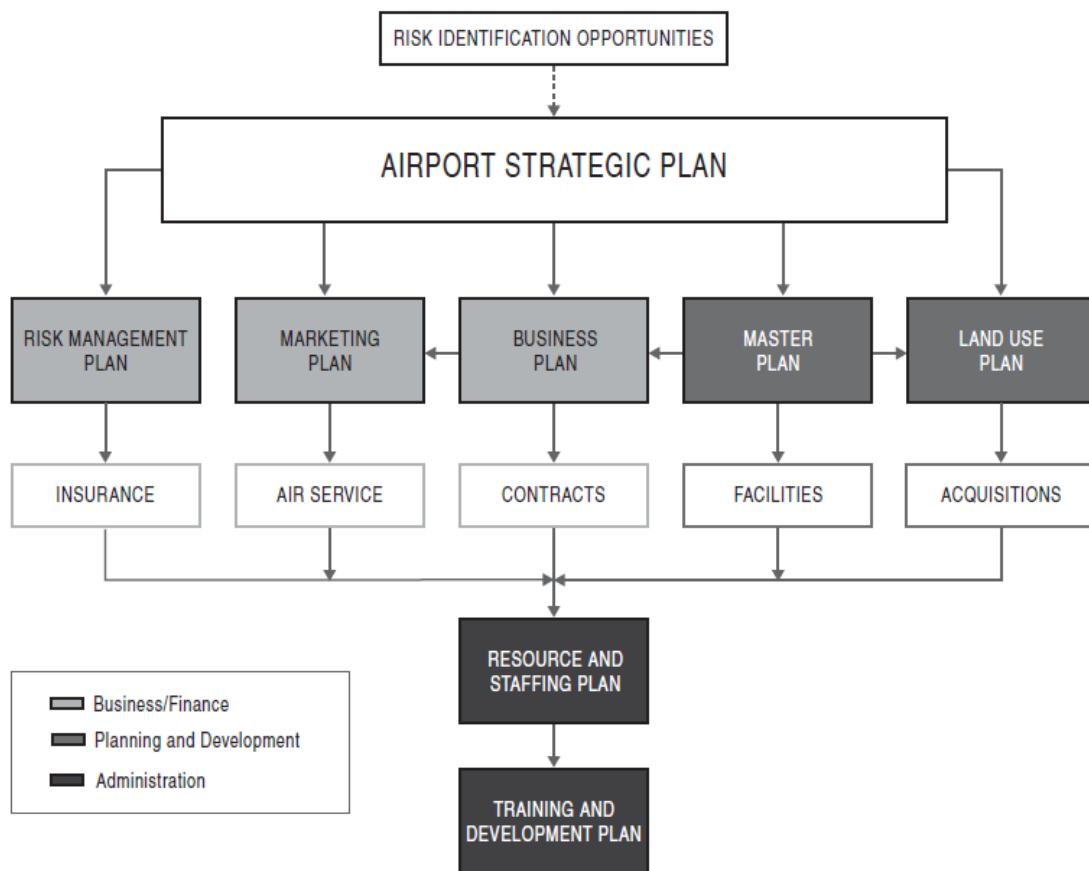 RISK IDENTIFICATION OPPORTUNITIES
AIRPORT STRATEGIC PLAN
RISK MANAGEMENT
PLAN
MARKETING
PLAN
BUSINESS
PLAN
MASTER
PLAN
LAND USE
PLAN
INSURANCE
AIR SERVICE
CONTRACTS
FACILITIES
ACQUISITIONS
RESOURCE AND
STAFFING PLAN
Business/Finance
Planning and Development
Administration
TRAINING AND
DEVELOPMENT PLAN